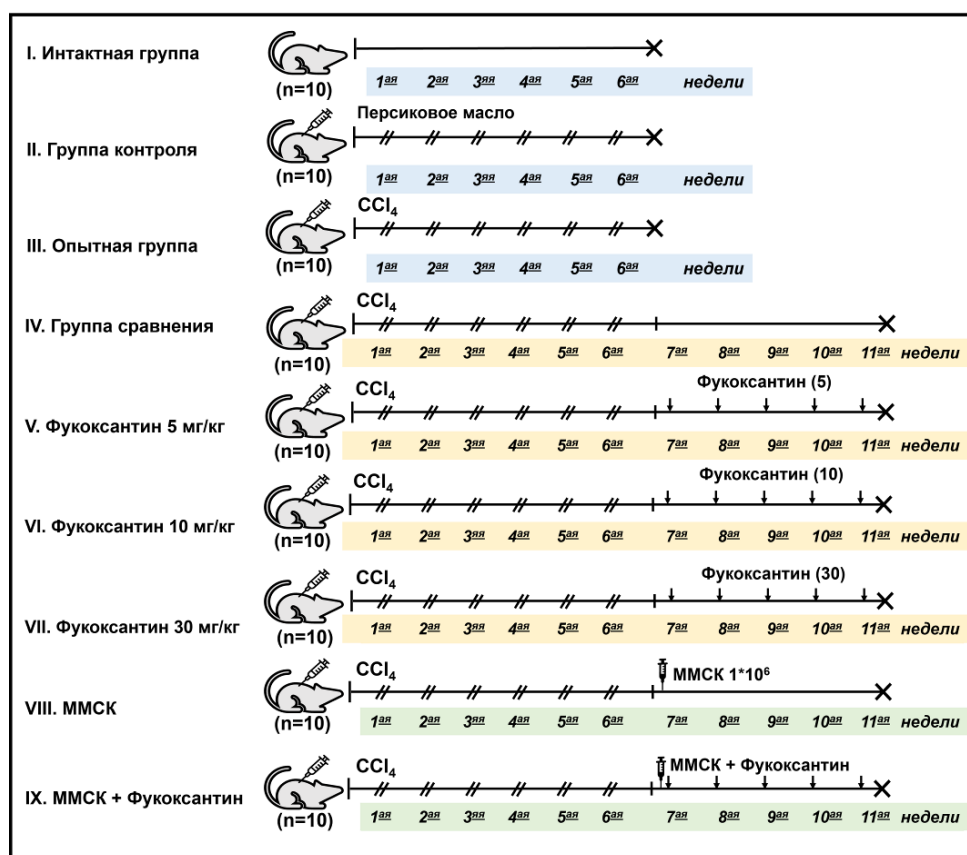 I. Интактная группа
(n=10)
1ая 2ая 3яя 4ая 5ая 6ая недели
Персиковое масло
II. Группа контроля
(n=10)
1ая 2ая 3яя 4ая 5ая 6ая недели
CCl₄
III. Опытная группа
(n=10)
1ая 2ая 3яя 4ая 5ая 6ая недели
CCl₄
IV. Группа сравнения
(n=10)
1ая 2ая 3яя 4ая 5ая 6ая 7ая 8ая 9ая 10ая 11ая недели
CCl₄ Фукоксантин (5)
V. Фукоксантин 5 мг/кг
(n=10)
1ая 2ая 3яя 4ая 5ая 6ая 7ая 8ая 9ая 10ая 11ая недели
CCl₄ Фукоксантин (10)
VI. Фукоксантин 10 мг/кг
(n=10)
1ая 2ая 3яя 4ая 5ая 6ая 7ая 8ая 9ая 10ая 11ая недели
CCl₄ Фукоксантин (30)
VII. Фукоксантин 30 мг/кг
(n=10)
1ая 2ая 3яя 4ая 5ая 6ая 7ая 8ая 9ая 10ая 11ая недели
CCl₄ ММСК 1*10⁶
VIII. ММСК
(n=10)
1ая 2ая 3яя 4ая 5ая 6ая 7ая 8ая 9ая 10ая 11ая недели
CCl₄ ММСК + Фукоксантин
IX. ММСК + Фукоксантин
(n=10)
1ая 2ая 3яя 4ая 5ая 6ая 7ая 8ая 9ая 10ая 11ая недели